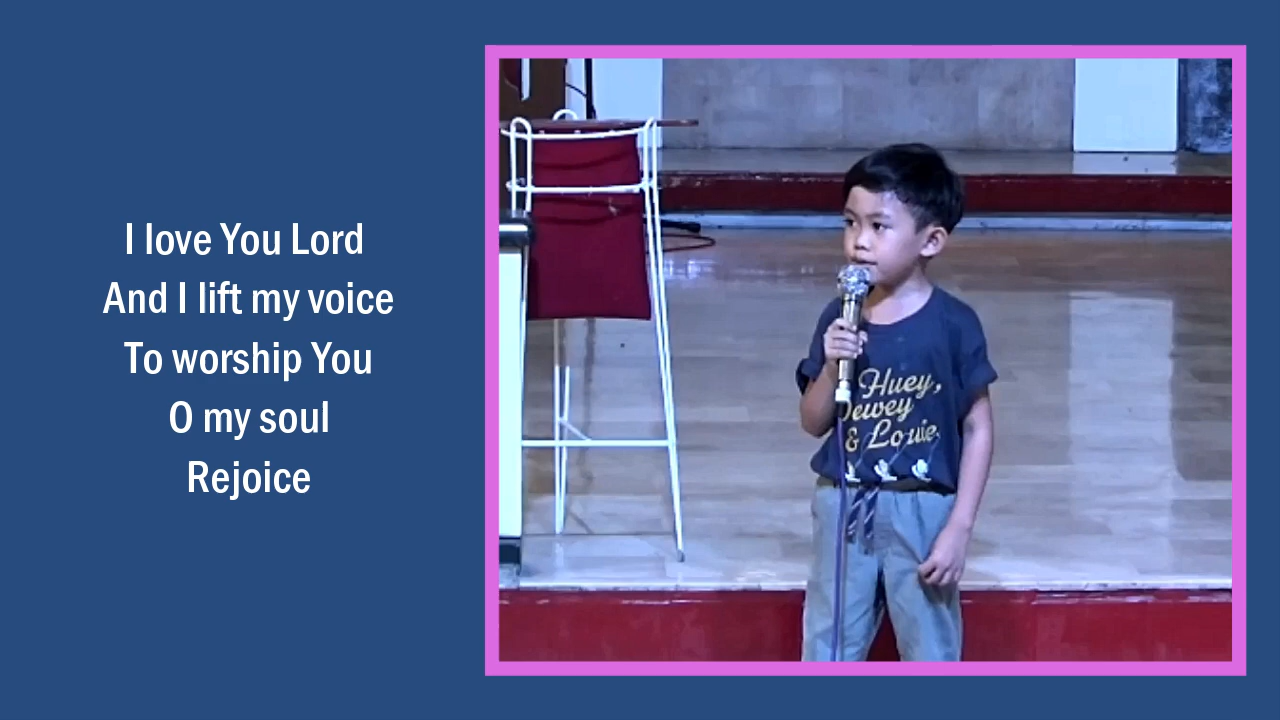 I love You Lord
And I lift my voice
To worship You
O my soul
Rejoice
Huey,
Dewey
& Louie.